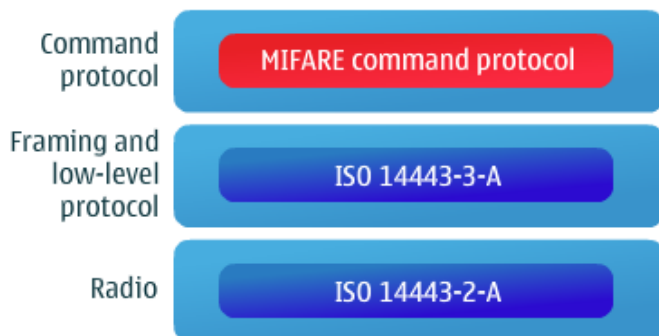 Command
protocol
MIFARE command protocol
Framing and
low-level
protocol
ISO 14443-3-A
Radio
ISO 14443-2-A